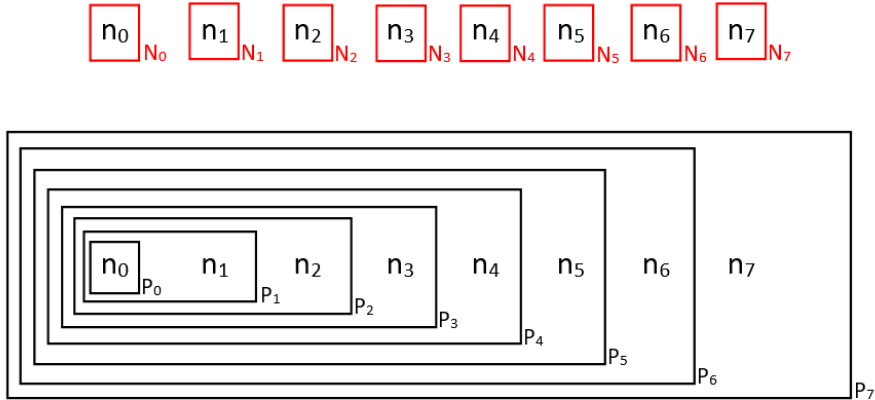 n₀ N₀ n₁ N₁ n₂ N₂ n₃ N₃ n₄ N₄ n₅ N₅ n₆ N₆ n₇ N₇
n₀ n₁ n₂ n₃ n₄ n₅ n₆ n₇
P₀ P₁ P₂ P₃ P₄ P₅ P₆ P₇